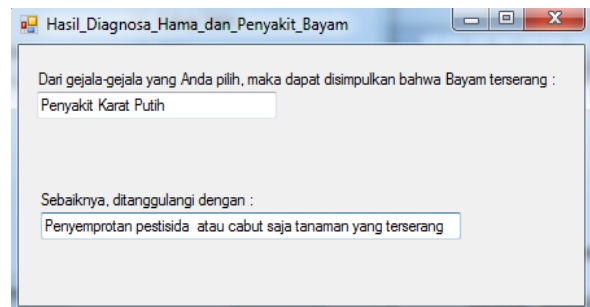 Hasil_Diagnosa_Hama_dan_Penyakit_Bayam
Dari gejala-gejala yang Anda pilih, maka dapat disimpulkan bahwa Bayam terserang :
Penyakit Karat Putih
Sebaiknya, ditanggulangi dengan :
Penyemprotan pestisida atau cabut saja tanaman yang terserang